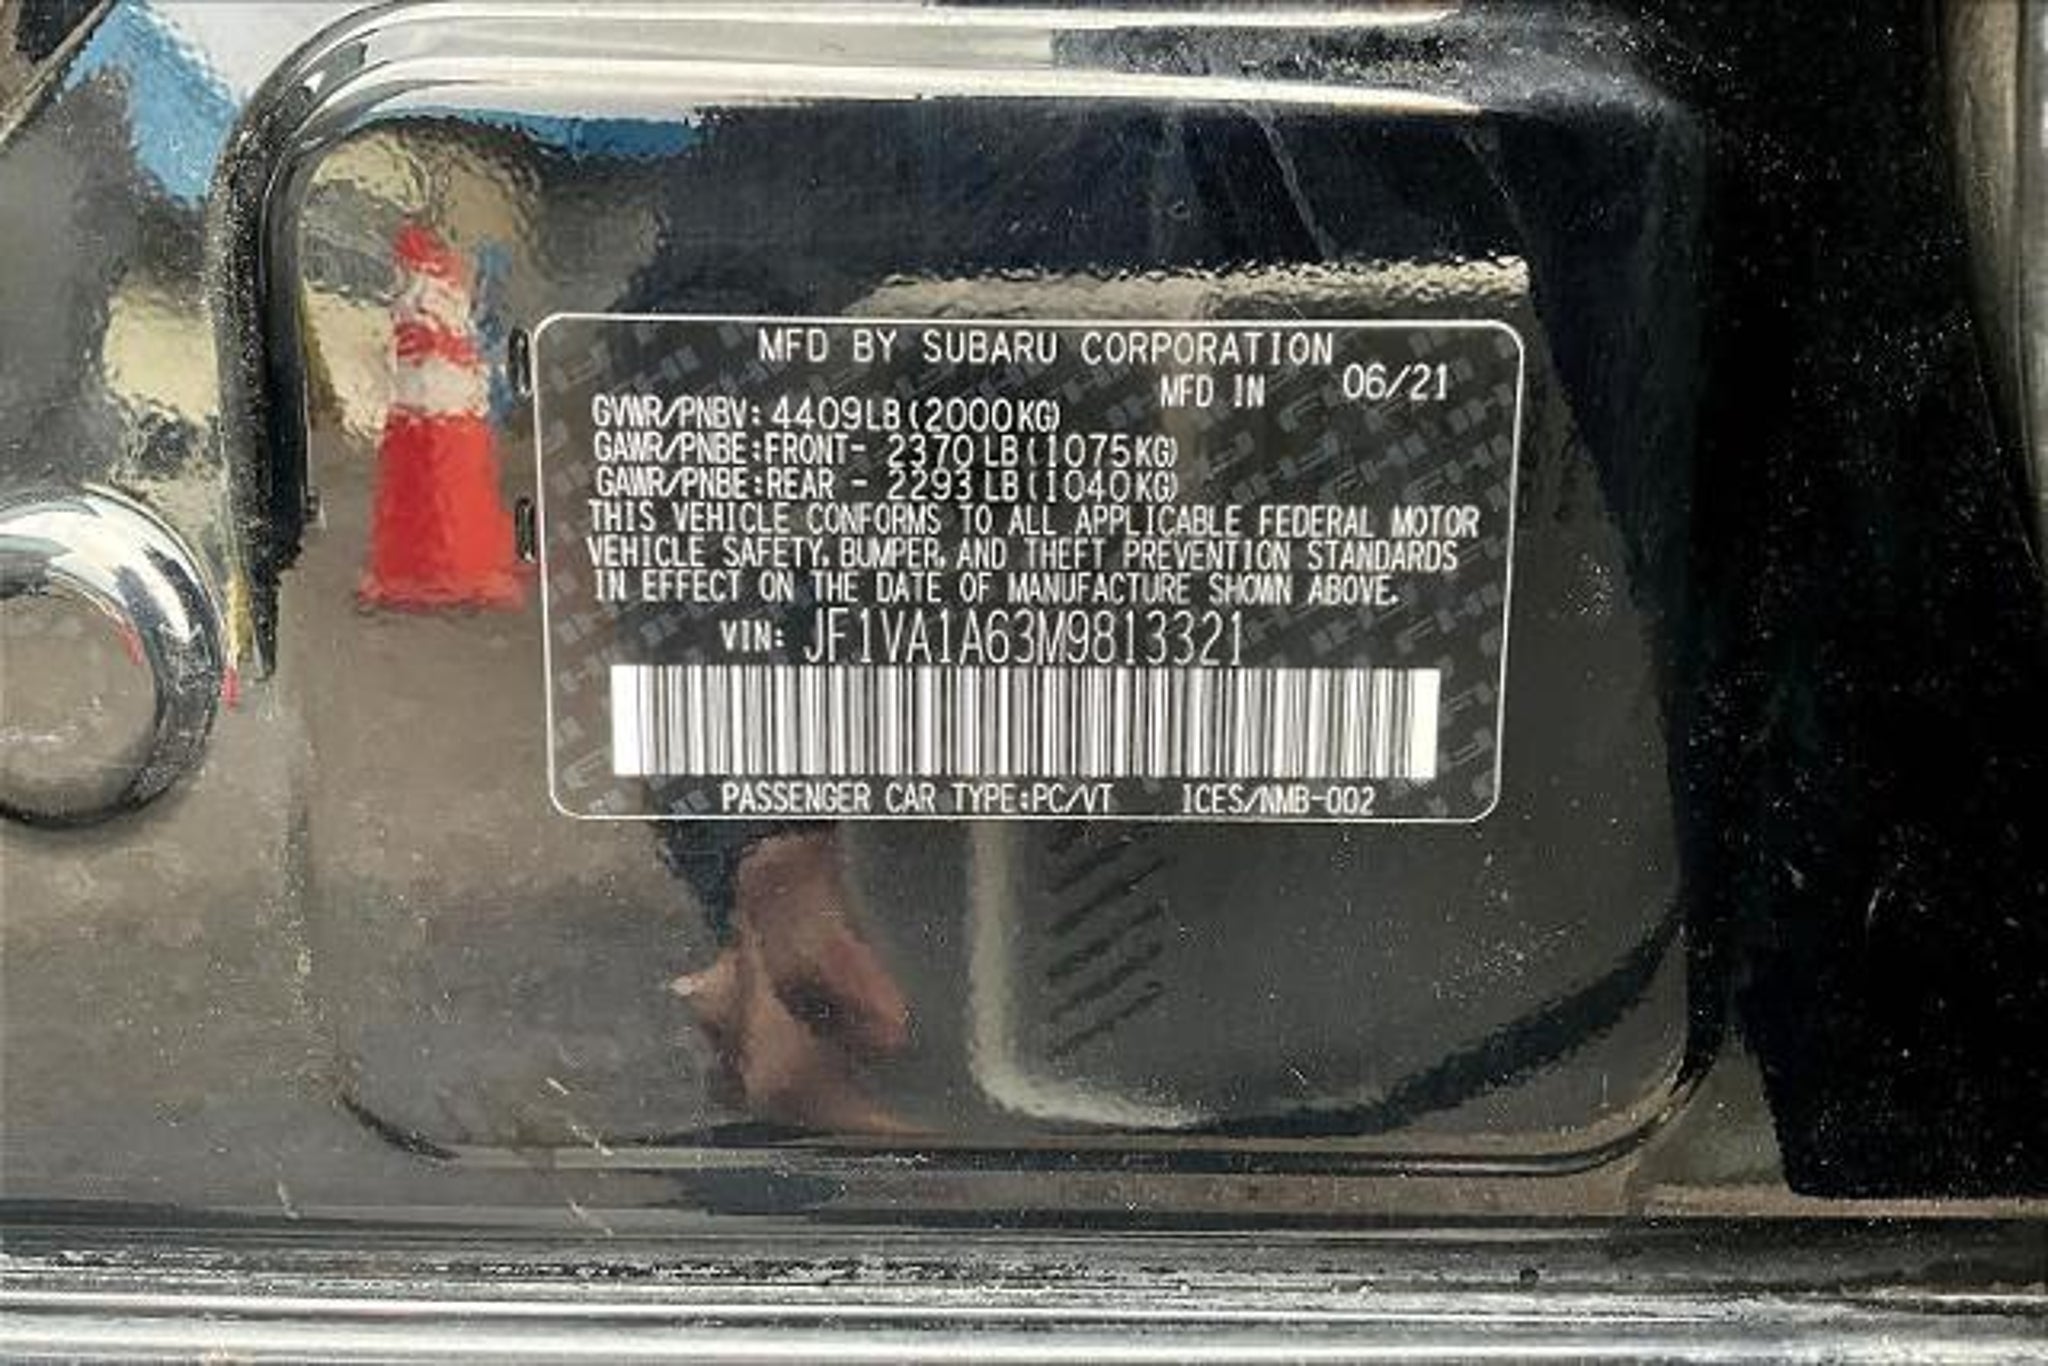 MFD BY SUBARU CORPORATION
MFD IN 06/21
GVWR/PNBV: 4409LB(2000KG)
GAWR/PNBE:FRONT- 2370LB(1075KG)
GAWR/PNBE:REAR - 2293LB(1040KG)
THIS VEHICLE CONFORMS TO ALL APPLICABLE FEDERAL MOTOR
VEHICLE SAFETY, BUMPER, AND THEFT PREVENTION STANDARDS
IN EFFECT ON THE DATE OF MANUFACTURE SHOWN ABOVE.
VIN: JF1VA1A63M9813321
PASSENGER CAR TYPE:PC/VT ICES/NMB-002